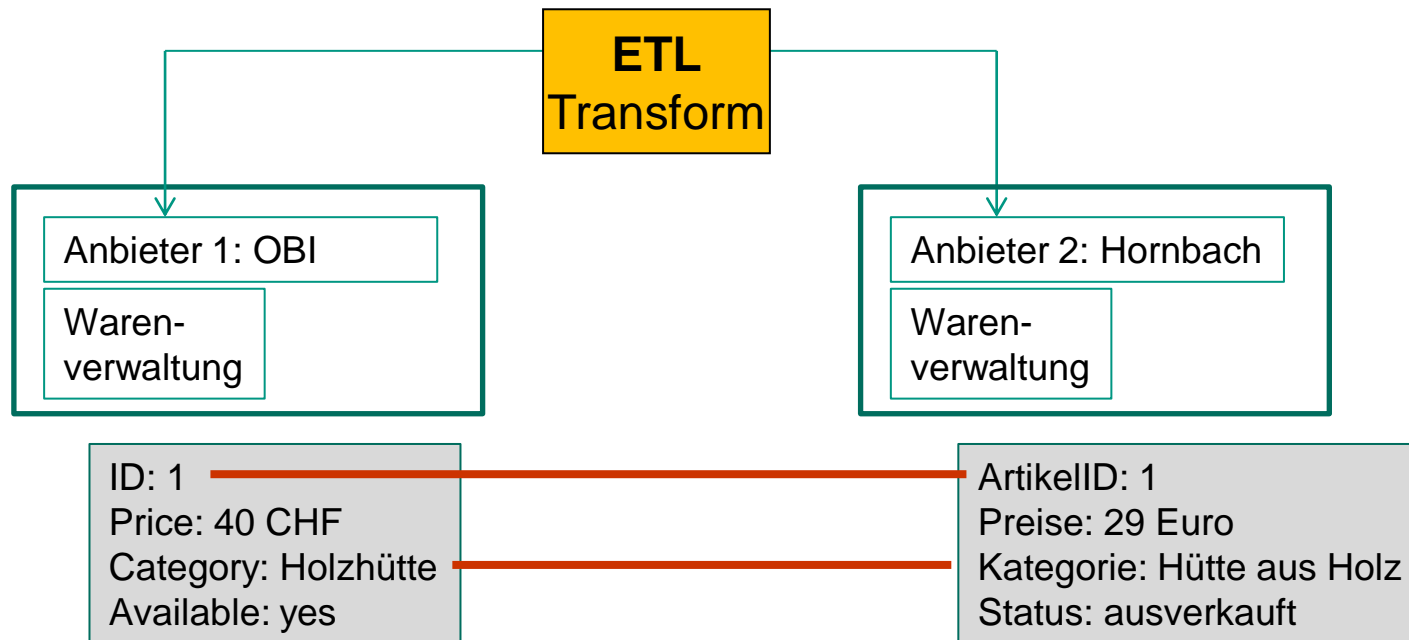 ETL
Transform
Anbieter 1: OBI
Waren-
verwaltung
Anbieter 2: Hornbach
Waren-
verwaltung
ID: 1
Price: 40 CHF
Category: Holzhütte
Available: yes
ArtikelID: 1
Preise: 29 Euro
Kategorie: Hütte aus Holz
Status: ausverkauft